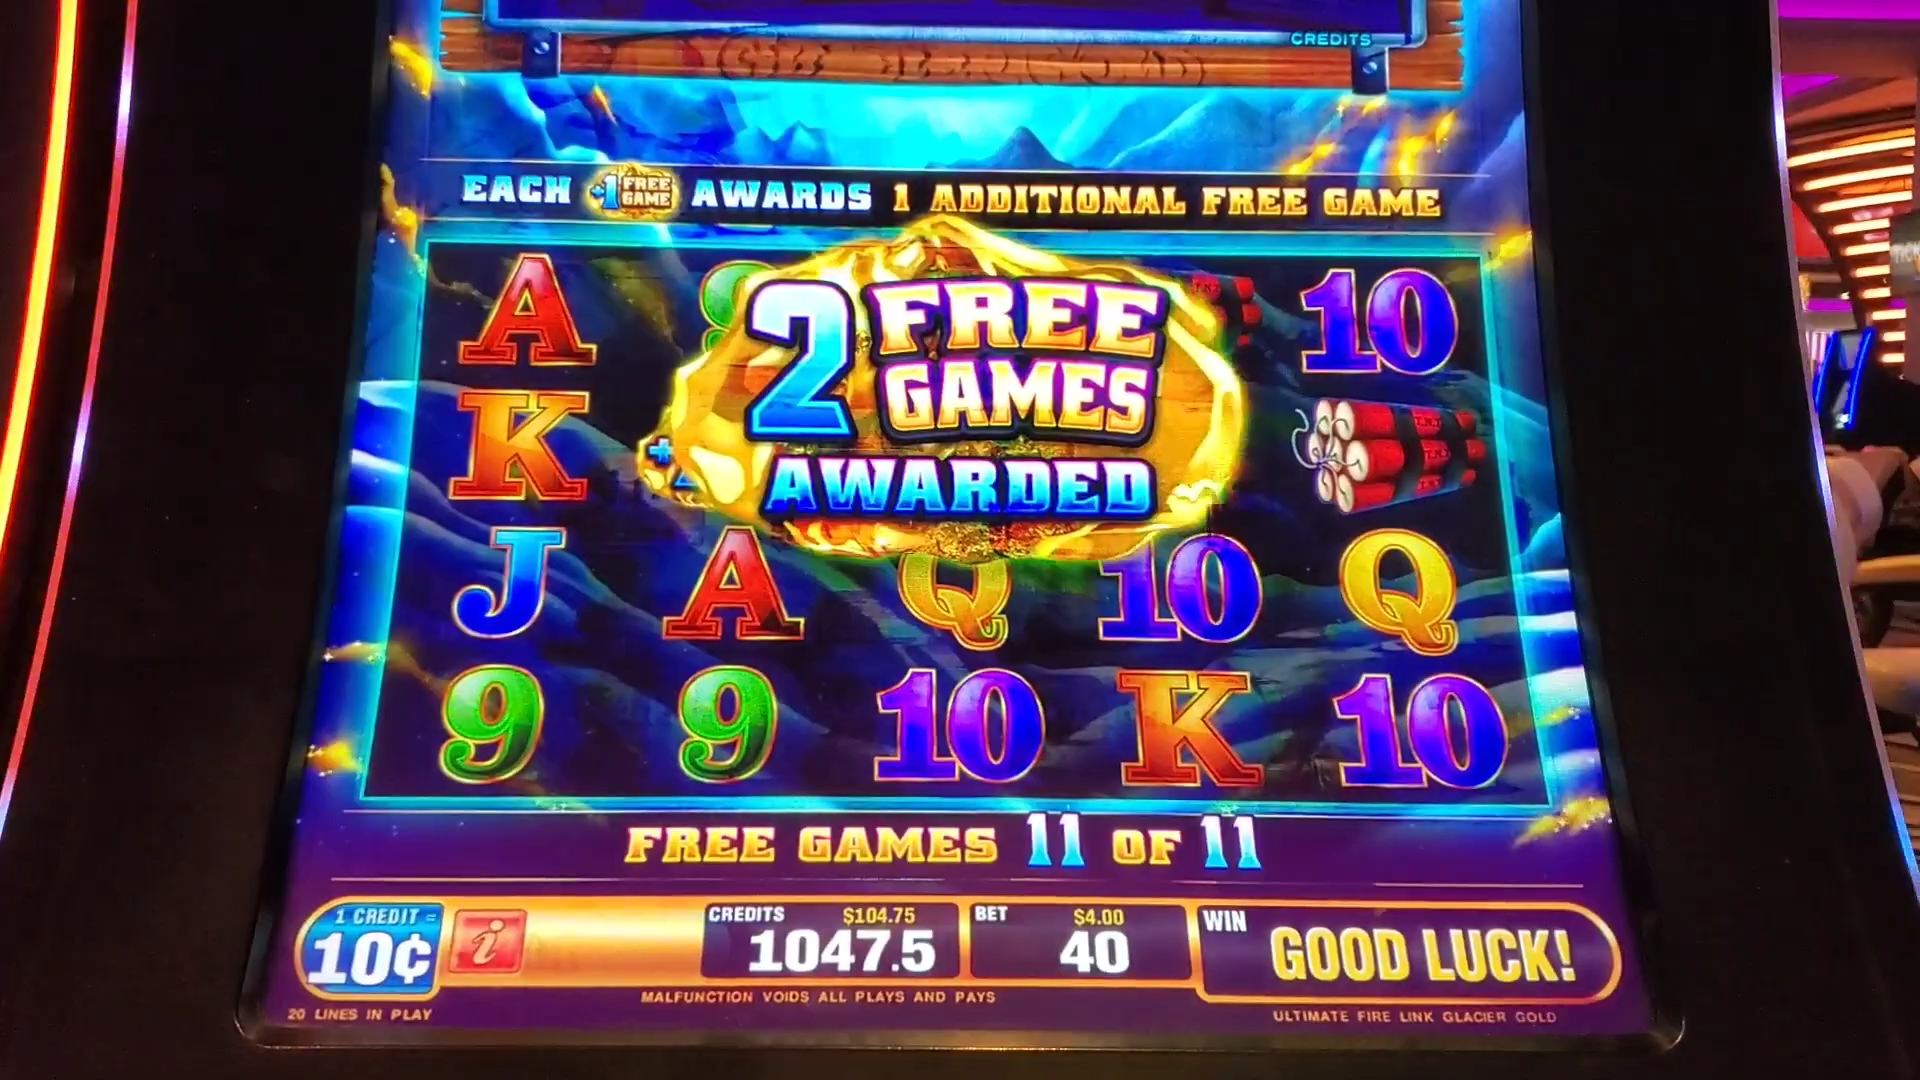 CREDITS
EACH +1 FREE GAME AWARDS 1 ADDITIONAL FREE GAME
A 10
2 FREE GAMES AWARDED
K T.N.T
J A Q 10 Q
9 9 10 K 10
FREE GAMES 11 OF 11
1 CREDIT = 10¢
i
CREDITS $104.75 1047.5
BET $4.00 40
WIN GOOD LUCK!
MALFUNCTION VOIDS ALL PLAYS AND PAYS
20 LINES IN PLAY
ULTIMATE FIRE LINK GLACIER GOLD